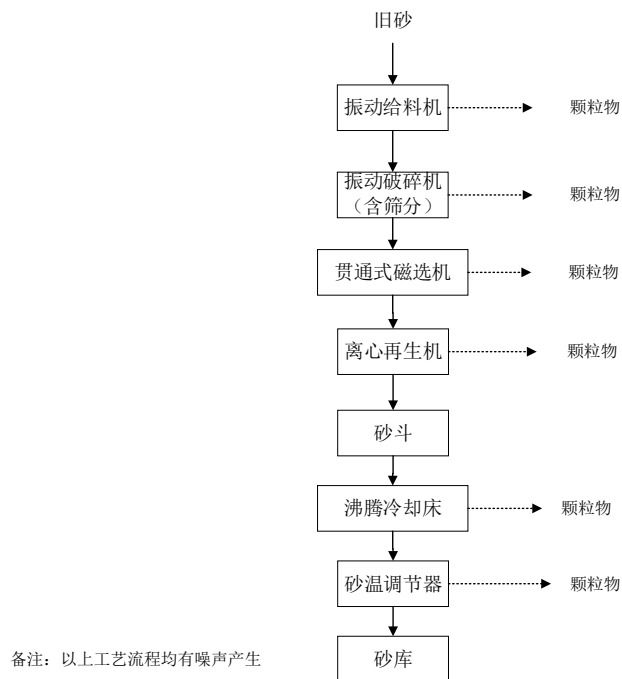 旧砂
振动给料机
颗粒物
振动破碎机
（含筛分）
颗粒物
贯通式磁选机
颗粒物
离心再生机
颗粒物
砂斗
沸腾冷却床
颗粒物
砂温调节器
颗粒物
砂库
备注：以上工艺流程均有噪声产生